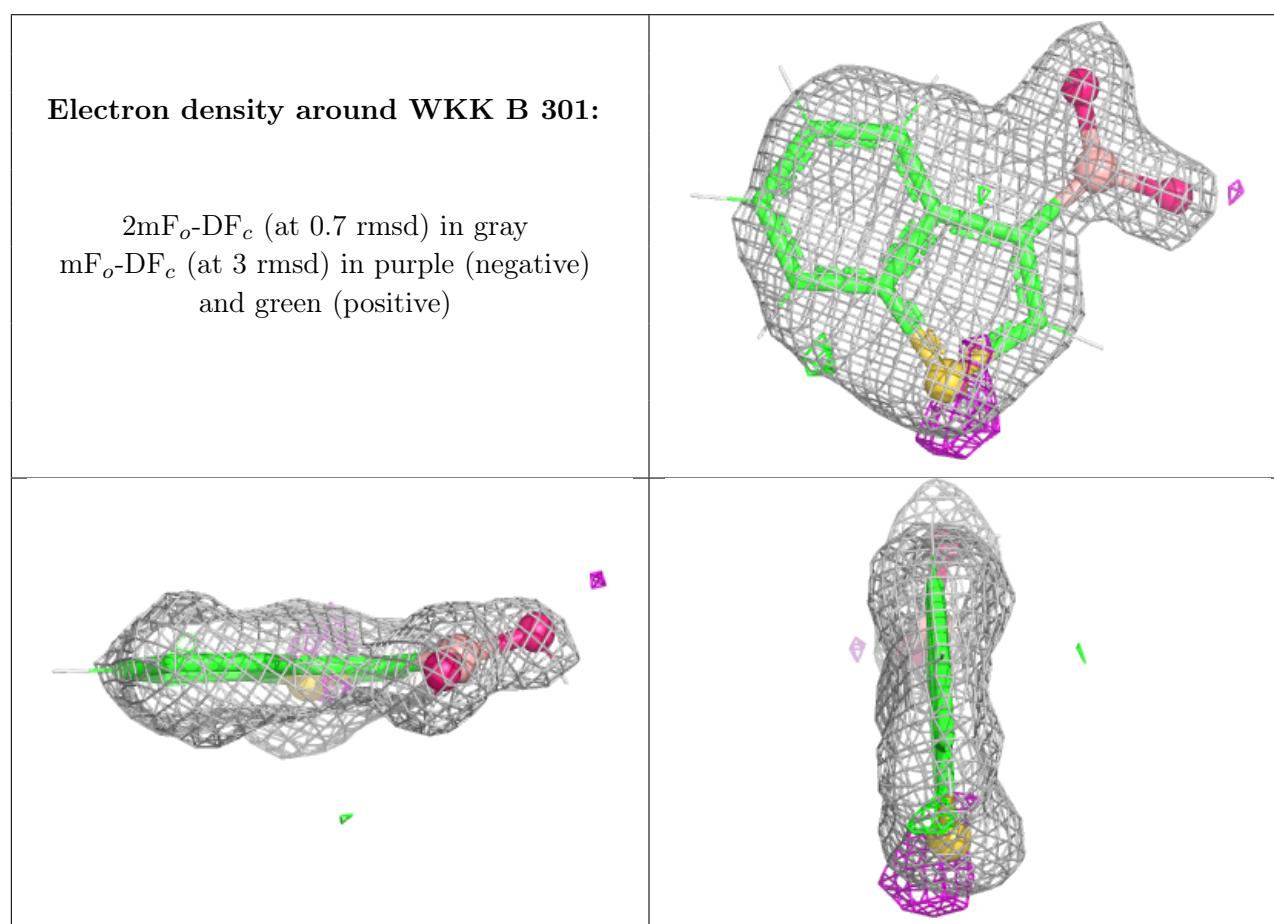 Electron density around WKK B 301:
2mFo-DFc (at 0.7 rmsd) in gray
mFo-DFc (at 3 rmsd) in purple (negative)
and green (positive)